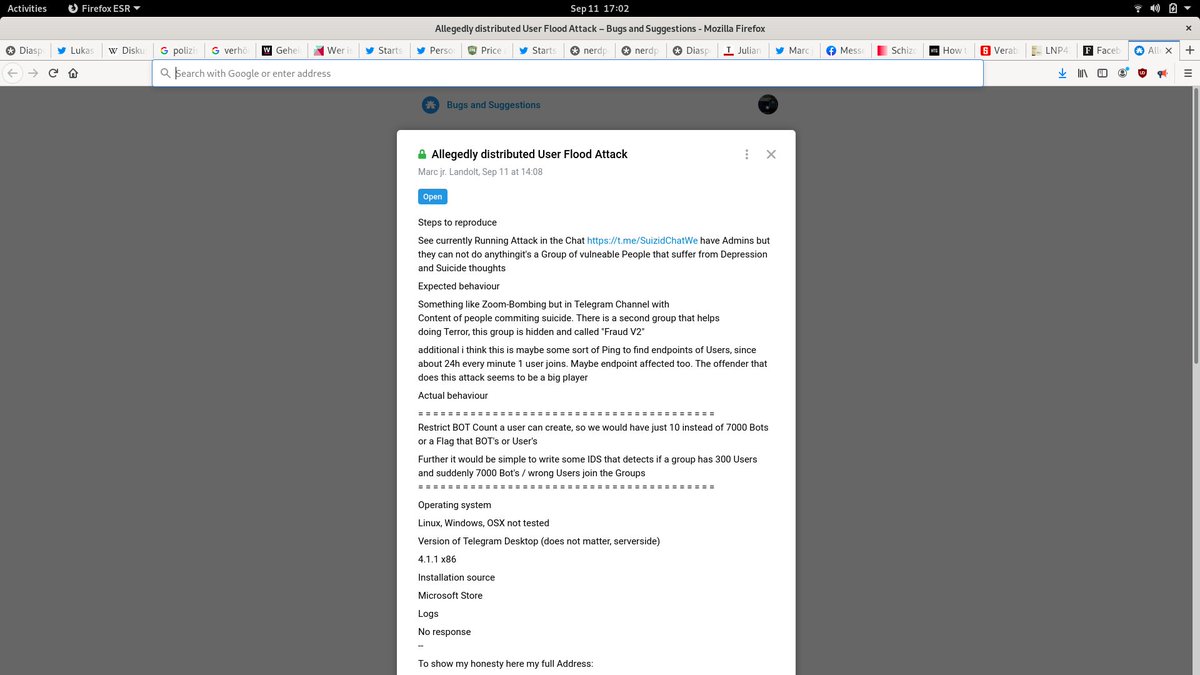 Activities Firefox ESR Sep 11 17:02
Allegedly distributed User Flood Attack – Bugs and Suggestions - Mozilla Firefox
Diasp Lukas Disku polizi verhö Gehei Wer is Starts Perso Price Starts nerdp nerdp Diasp Julian Marc Messe Schizo How t Verab LNP4 Faceb All
Search with Google or enter address
Bugs and Suggestions
Allegedly distributed User Flood Attack
Marc jr. Landolt, Sep 11 at 14:08
Open
Steps to reproduce
See currently Running Attack in the Chat https://t.me/SuizidChatWe have Admins but
they can not do anythingit's a Group of vulneable People that suffer from Depression
and Suicide thoughts
Expected behaviour
Something like Zoom-Bombing but in Telegram Channel with
Content of people commiting suicide. There is a second group that helps
doing Terror, this group is hidden and called "Fraud V2"
additional i think this is maybe some sort of Ping to find endpoints of Users, since
about 24h every minute 1 user joins. Maybe endpoint affected too. The offender that
does this attack seems to be a big player
Actual behaviour
= = = = = = = = = = = = = = = = = = = = = = = = = = = = = = = = = = = = = = = =
Restrict BOT Count a user can create, so we would have just 10 instead of 7000 Bots
or a Flag that BOT's or User's
Further it would be simple to write some IDS that detects if a group has 300 Users
and suddenly 7000 Bot's / wrong Users join the Groups
= = = = = = = = = = = = = = = = = = = = = = = = = = = = = = = = = = = = = = = =
Operating system
Linux, Windows, OSX not tested
Version of Telegram Desktop (does not matter, serverside)
4.1.1 x86
Installation source
Microsoft Store
Logs
No response
--
To show my honesty here my full Address: